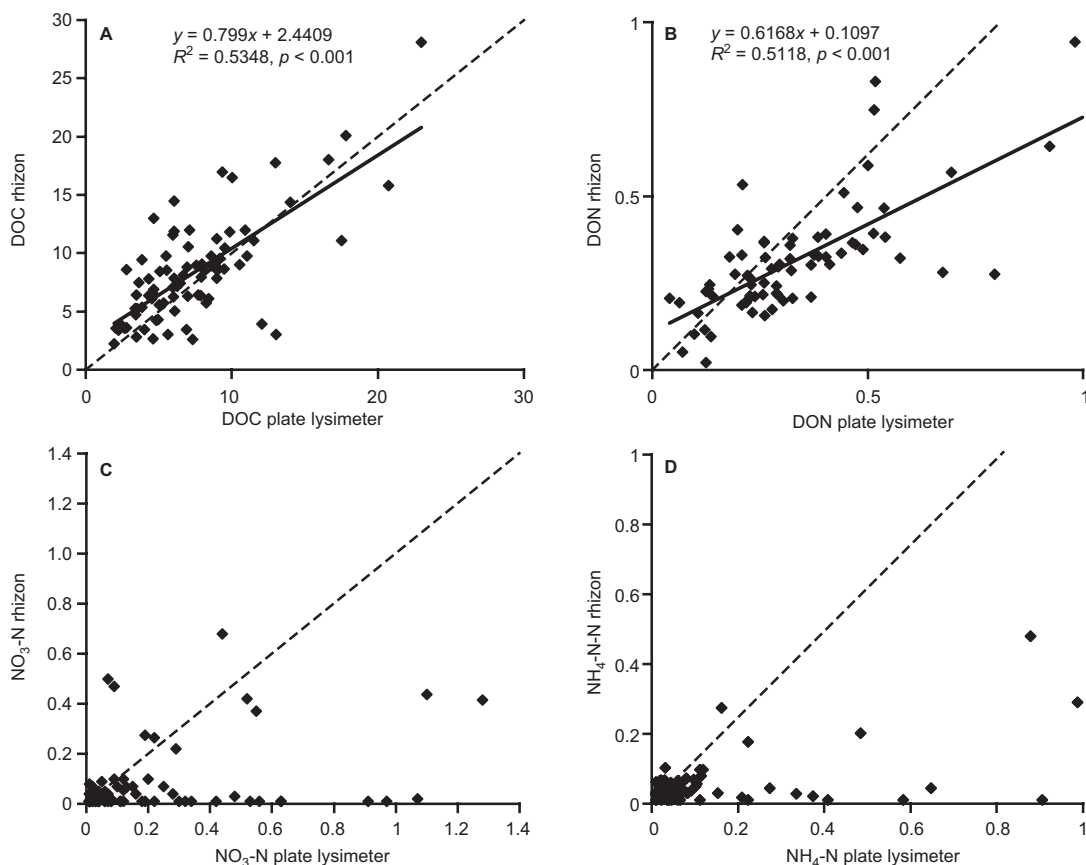 A
y = 0.799x + 2.4409
R² = 0.5348, p < 0.001
30
25
20
15
10
5
0
DOC rhizon
0 10 20 30
DOC plate lysimeter
B
y = 0.6168x + 0.1097
R² = 0.5118, p < 0.001
1
0.5
0
DON rhizon
0 0.5 1
DON plate lysimeter
C
1.4
1.2
1.0
0.8
0.6
0.4
0.2
0
NO₃-N rhizon
0 0.2 0.4 0.6 0.8 1 1.2 1.4
NO₃-N plate lysimeter
D
1
0.8
0.6
0.4
0.2
0
NH₄-N-N rhizon
0 0.2 0.4 0.6 0.8 1
NH₄-N plate lysimeter